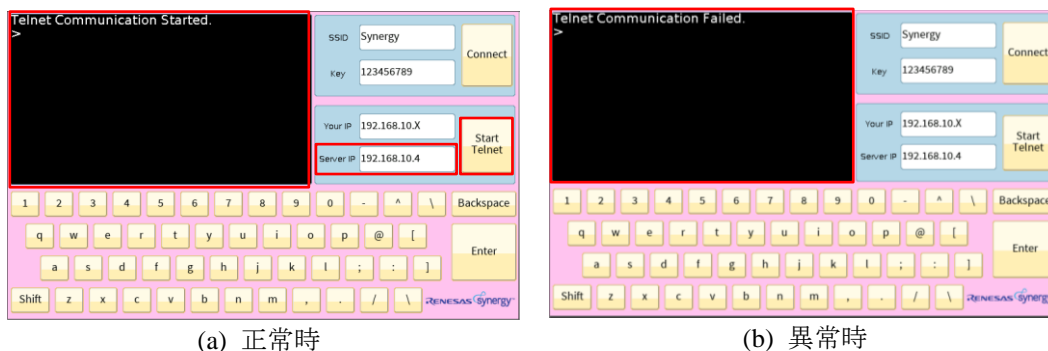 Telnet Communication Started.
>
SSID Synergy
Key 123456789
Connect
Your IP 192.168.10.X
Server IP 192.168.10.4
Start
Telnet
1 2 3 4 5 6 7 8 9 0 - ^ \ Backspace
q w e r t y u i o p @ [
Enter
a s d f g h j k l ; : ]
Shift z x c v b n m , . / \ RENESAS Synergy
(a) 正常時
Telnet Communication Failed.
>
SSID Synergy
Key 123456789
Connect
Your IP 192.168.10.X
Server IP 192.168.10.4
Start
Telnet
1 2 3 4 5 6 7 8 9 0 - ^ \ Backspace
q w e r t y u i o p @ [
Enter
a s d f g h j k l ; : ]
Shift z x c v b n m , . / \ RENESAS Synergy
(b) 異常時